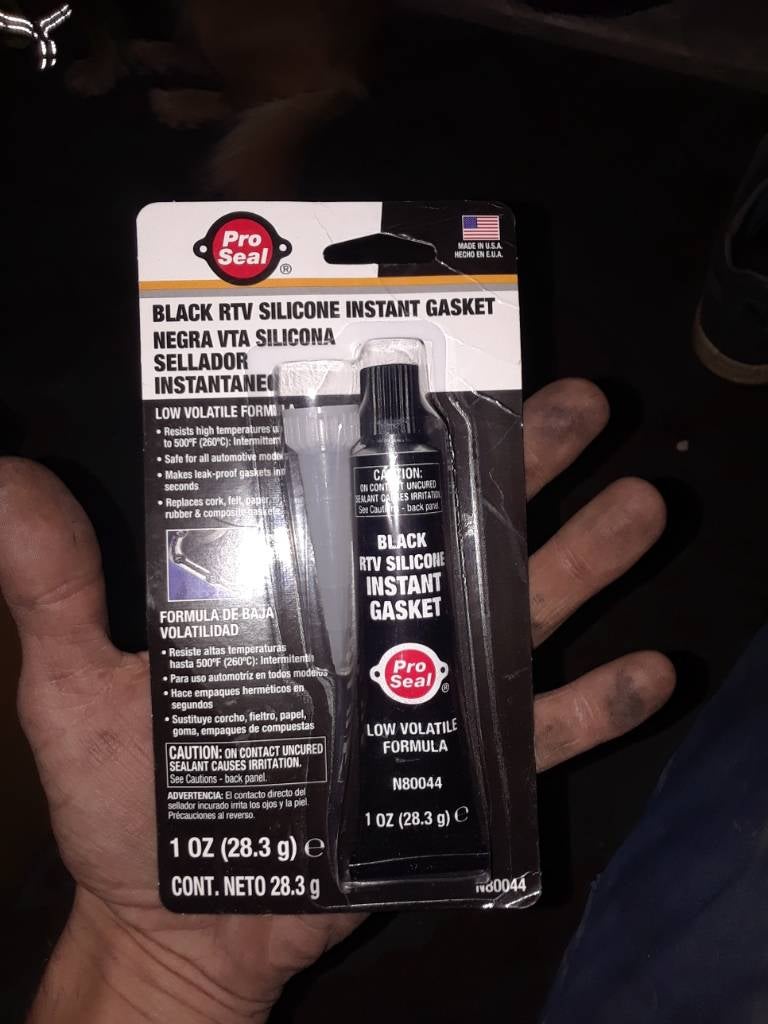 Pro
Seal
®
MADE IN U.S.A.
HECHO EN E.U.A.
BLACK RTV SILICONE INSTANT GASKET
NEGRA VTA SILICONA
SELLADOR
INSTANTANEO
LOW VOLATILE FORMULA
• Resists high temperatures
to 500°F (260°C): Intermittent
• Safe for all automotive
• Makes leak-proof gaskets in
seconds
• Replaces cork, felt, paper,
rubber & composite gaskets
FORMULA DE BAJA
VOLATILIDAD
• Resiste altas temperaturas
hasta 500°F (260°C): Intermitente
• Para uso automotriz en todos modelos
• Hace empaques herméticos en
segundos
• Sustituye corcho, fieltro, papel,
goma, empaques de compuestas
CAUTION: ON CONTACT UNCURED
SEALANT CAUSES IRRITATION.
See Cautions - back panel.
ADVERTENCIA: El contacto directo del
sellador incurado irrita los ojos y la piel.
Précauciones al reverso.
1 OZ (28.3 g) e
CONT. NETO 28.3 g
CAUTION:
ON CONTACT UNCURED
SEALANT CAUSES IRRITATION.
See Cautions - back panel.
BLACK
RTV SILICONE
INSTANT
GASKET
Pro
Seal
®
LOW VOLATILE
FORMULA
N80044
1 OZ (28.3 g) e
N80044